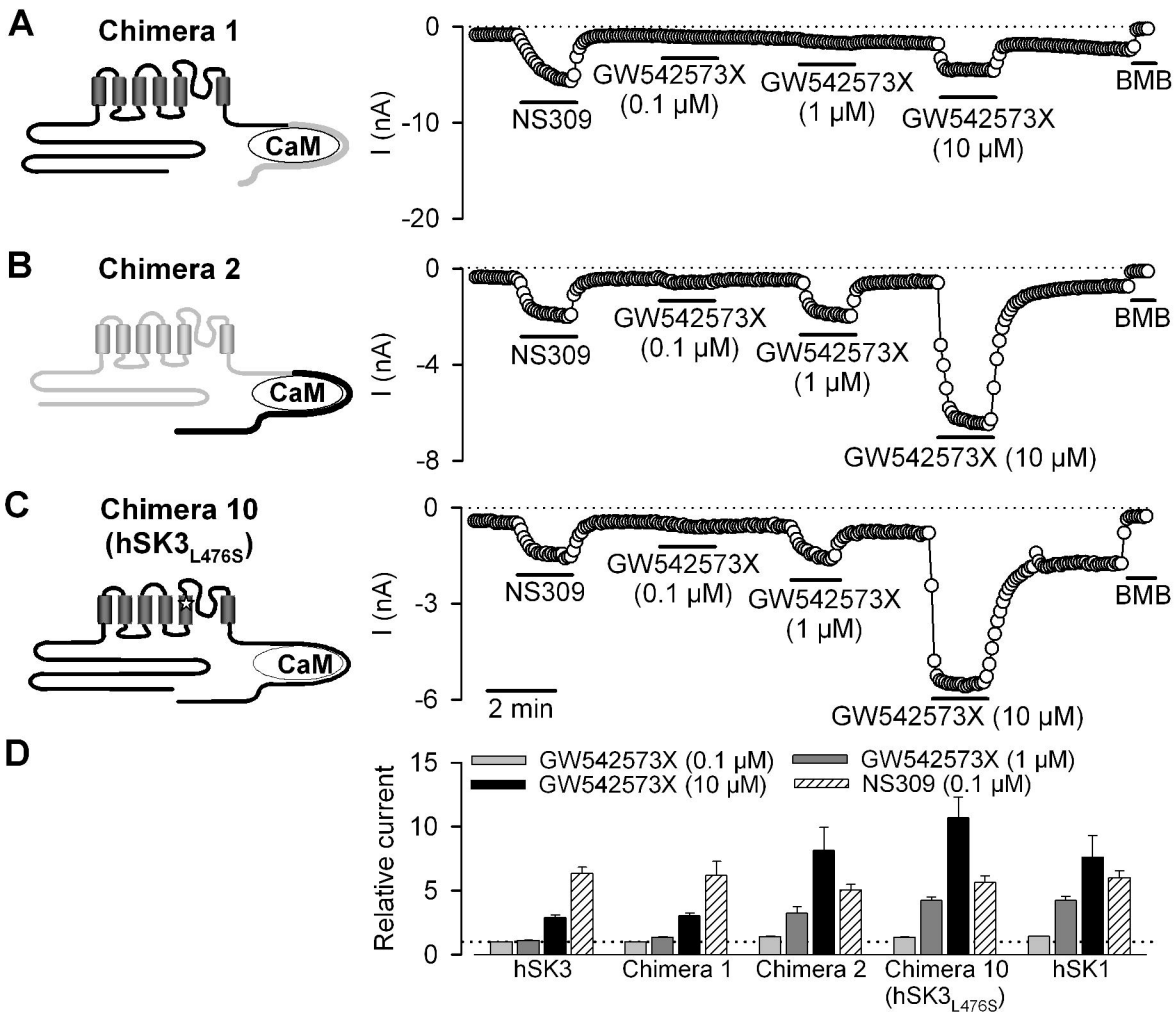 A
Chimera 1
CaM
I (nA)
0
-10
-20
NS309
GW542573X
(0.1 µM)
GW542573X
(1 µM)
GW542573X
(10 µM)
BMB
B
Chimera 2
CaM
I (nA)
0
-4
-8
NS309
GW542573X
(0.1 µM)
GW542573X
(1 µM)
GW542573X (10 µM)
BMB
C
Chimera 10
(hSK3L476S)
CaM
I (nA)
0
-3
-6
NS309
GW542573X
(0.1 µM)
GW542573X
(1 µM)
GW542573X (10 µM)
BMB
2 min
D
Relative current
15
10
5
0
GW542573X (0.1 µM)
GW542573X (1 µM)
GW542573X (10 µM)
NS309 (0.1 µM)
hSK3
Chimera 1
Chimera 2
Chimera 10
(hSK3L476S)
hSK1